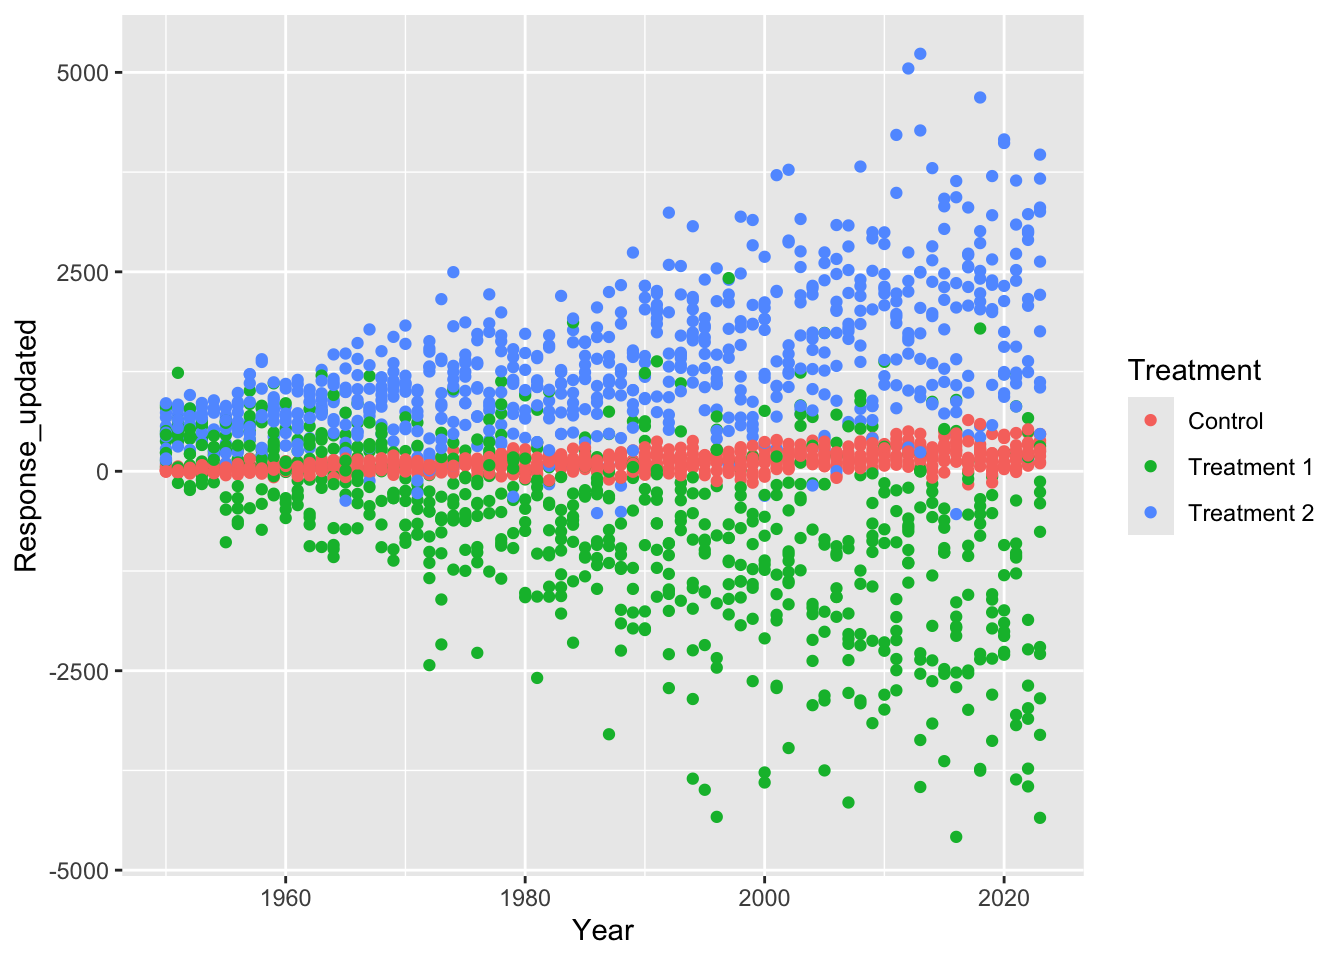 5000
2500
0
-2500
-5000
Response_updated
1960
1980
2000
2020
Year
Treatment
Control
Treatment 1
Treatment 2